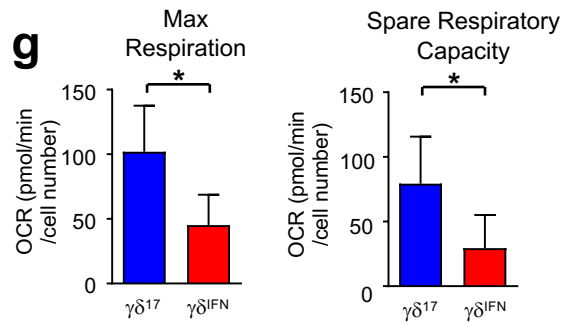 g
Max
Respiration
*
150
100
50
0
OCR (pmol/min
/cell number)
γδ¹⁷
γδᴵᶠᴺ
Spare Respiratory
Capacity
*
150
100
50
0
OCR (pmol/min
/cell number)
γδ¹⁷
γδᴵᶠᴺ